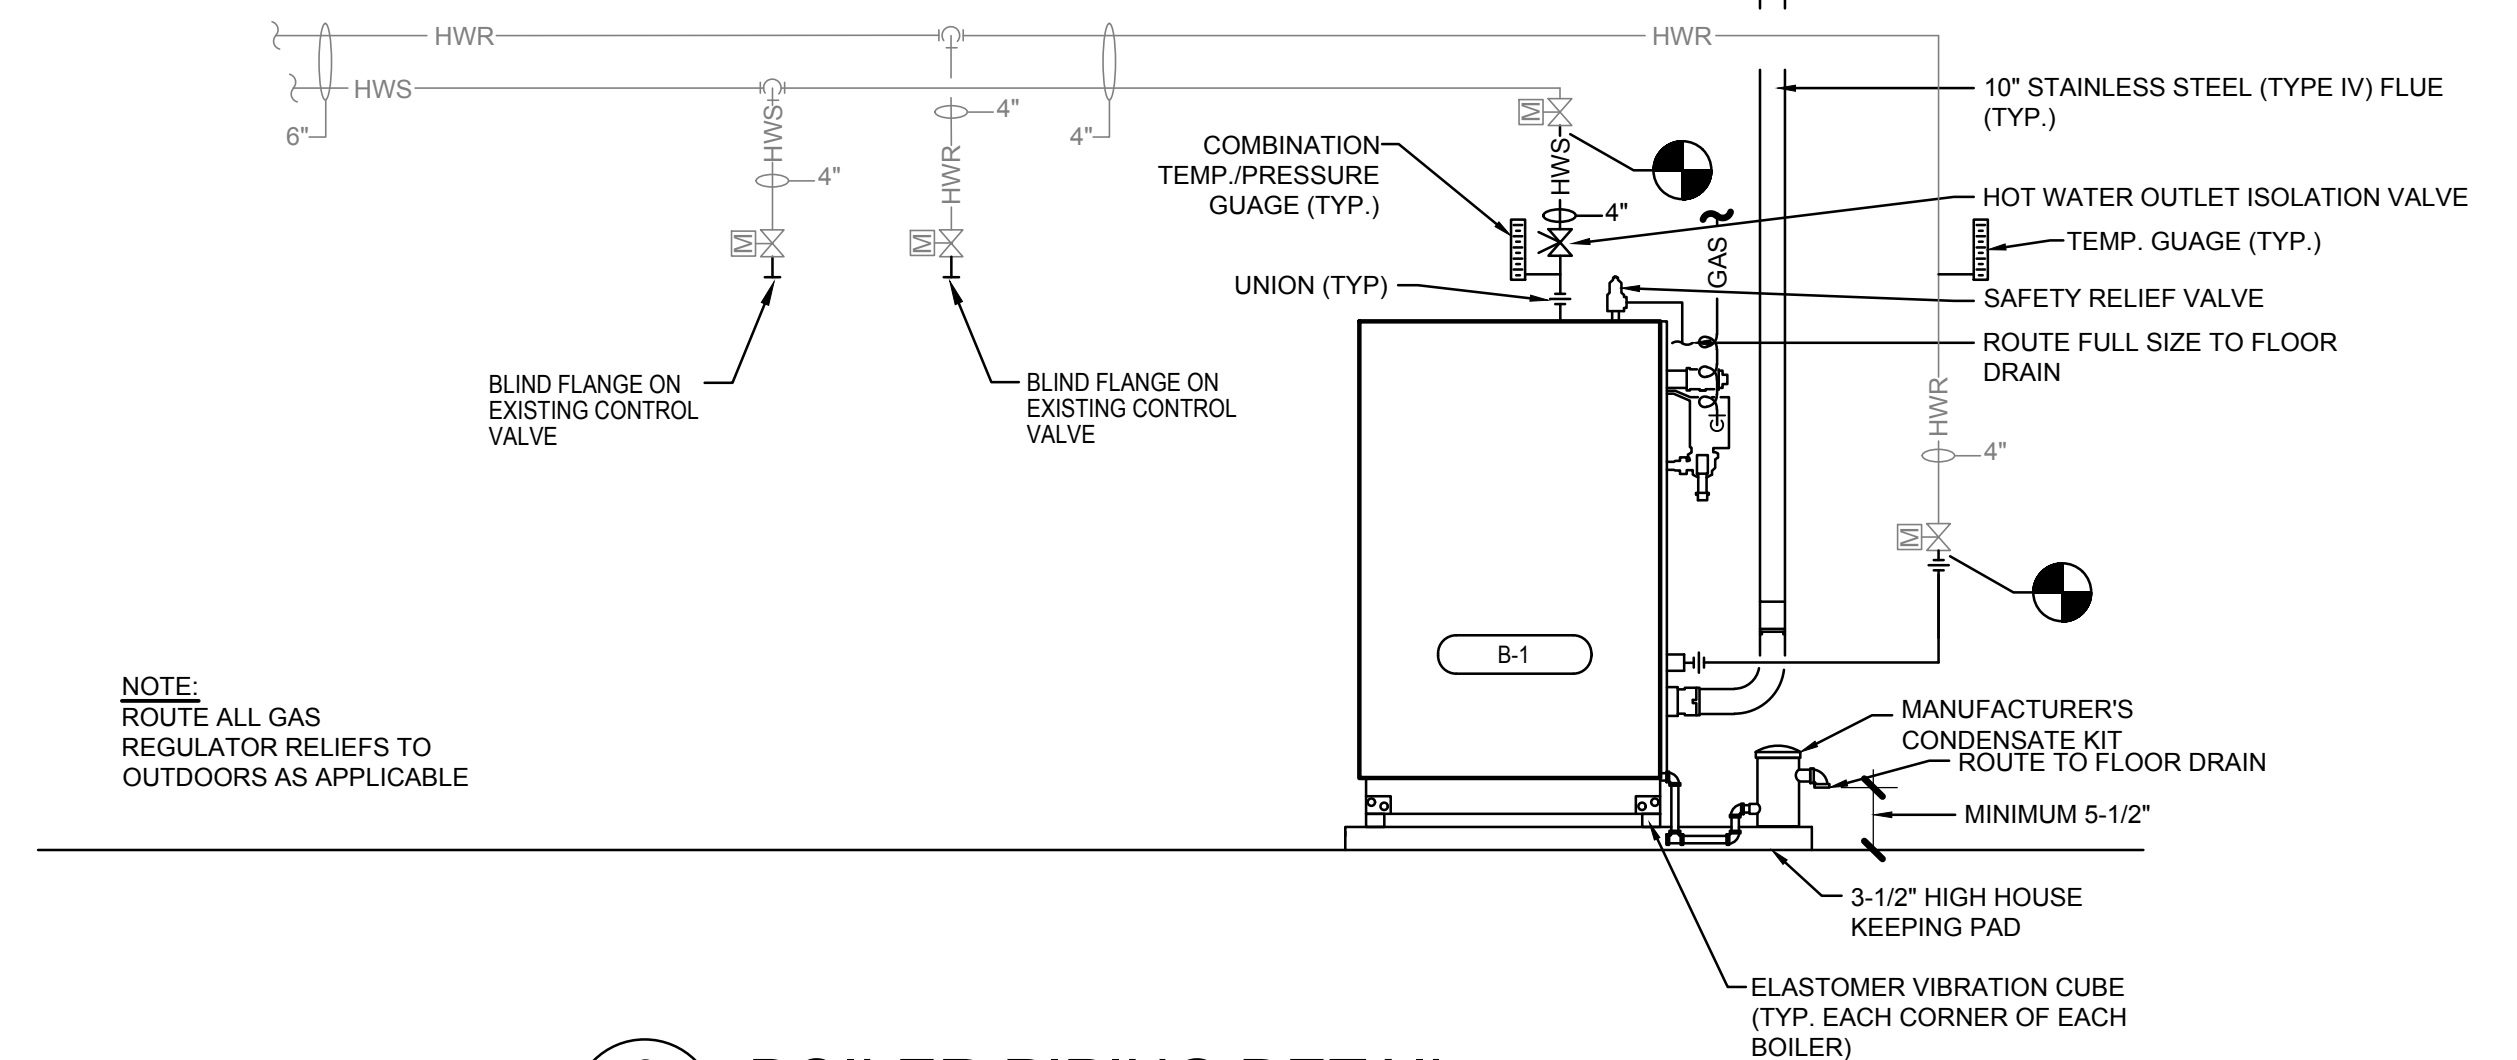 HWR
HWR
HWS
6"
4"
4"
4"
HWS
HWR
M
M
M
HWS
4"
COMBINATION
TEMP./PRESSURE
GUAGE (TYP.)
UNION (TYP)
GAS
10" STAINLESS STEEL (TYPE IV) FLUE
(TYP.)
HOT WATER OUTLET ISOLATION VALVE
TEMP. GUAGE (TYP.)
SAFETY RELIEF VALVE
ROUTE FULL SIZE TO FLOOR
DRAIN
HWR
4"
M
G
BLIND FLANGE ON
EXISTING CONTROL
VALVE
BLIND FLANGE ON
EXISTING CONTROL
VALVE
B-1
NOTE:
ROUTE ALL GAS
REGULATOR RELIEFS TO
OUTDOORS AS APPLICABLE
MANUFACTURER'S
CONDENSATE KIT
ROUTE TO FLOOR DRAIN
MINIMUM 5-1/2"
3-1/2" HIGH HOUSE
KEEPING PAD
ELASTOMER VIBRATION CUBE
(TYP. EACH CORNER OF EACH
BOILER)
BOILER PIPING DETAIL